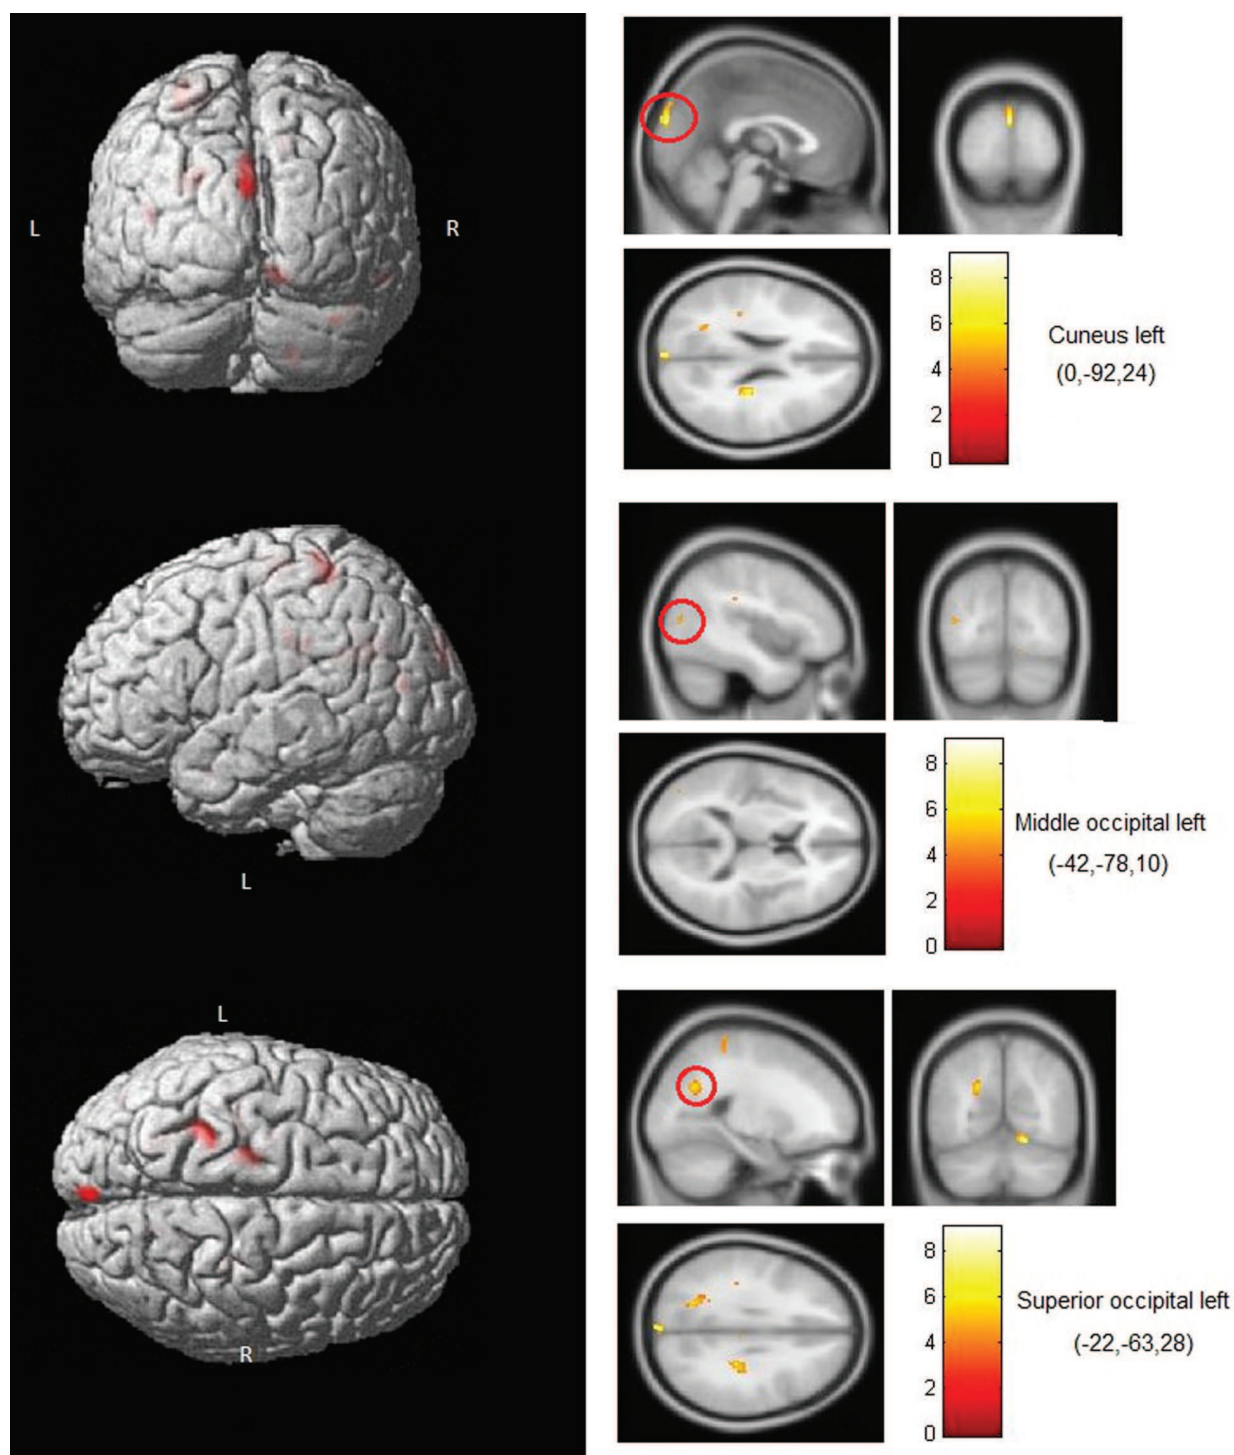 L
R
8
6
4
2
0
Cuneus left
(0,-92,24)
L
8
6
4
2
0
Middle occipital left
(-42,-78,10)
L
R
8
6
4
2
0
Superior occipital left
(-22,-63,28)